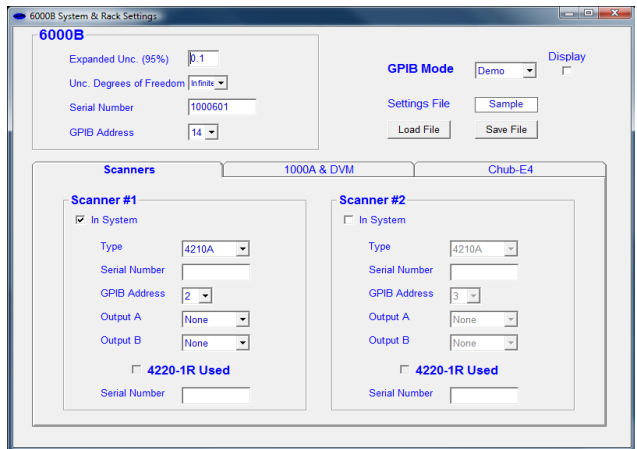 6000B System & Rack Settings
6000B
Expanded Unc. (95%) 0.1
Unc. Degrees of Freedom Infinite
Serial Number 1000601
GPIB Address 14
Display
GPIB Mode Demo
Settings File Sample
Load File Save File
Scanners 1000A & DVM Chub-E4
Scanner #1
In System
Type 4210A
Serial Number
GPIB Address 2
Output A None
Output B None
4220-1R Used
Serial Number
Scanner #2
In System
Type 4210A
Serial Number
GPIB Address 3
Output A None
Output B None
4220-1R Used
Serial Number